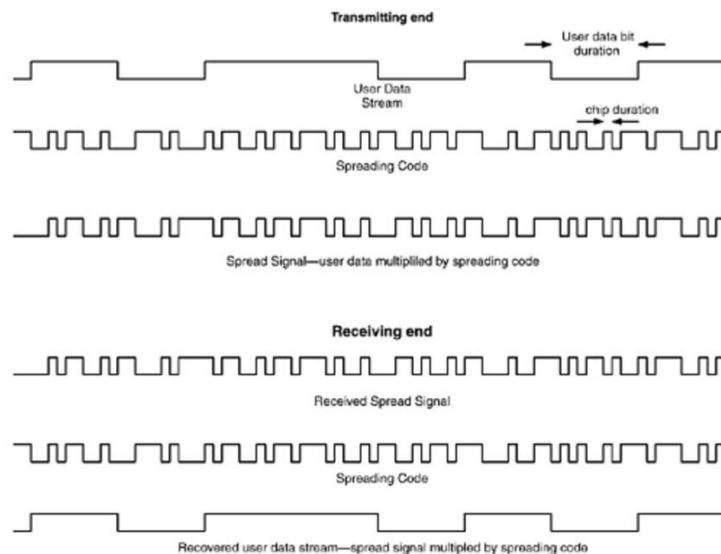 Transmitting end
User data bit
duration
User Data
Stream
chip duration
Spreading Code
Spread Signal—user data multipliled by spreading code
Receiving end
Received Spread Signal
Spreading Code
Recovered user data stream—spread signal multipled by spreading code